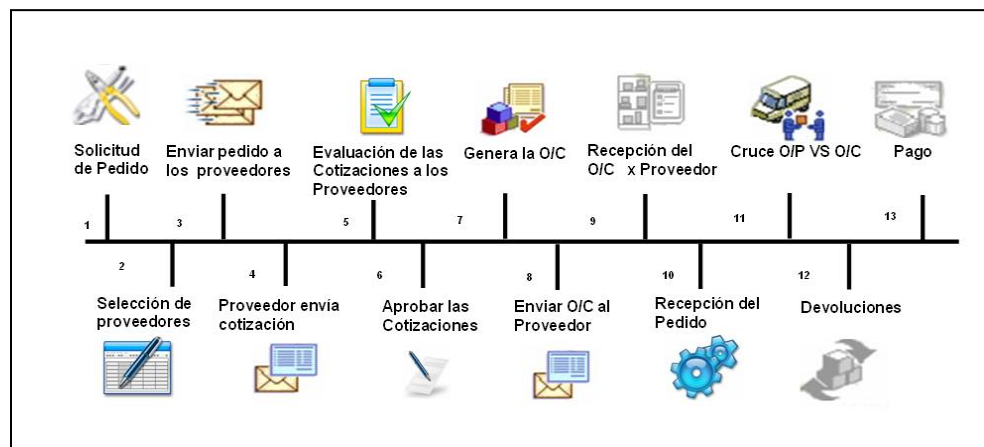 Solicitud
de Pedido
Enviar pedido a
los proveedores
Evaluación de las
Cotizaciones a los
Proveedores
Genera la O/C
Recepción del
O/C x Proveedor
Cruce O/P VS O/C
Pago
1
3
5
7
9
11
13
2
4
6
8
10
12
Selección de
proveedores
Proveedor envía
cotización
Aprobar las
Cotizaciones
Enviar O/C al
Proveedor
Recepción del
Pedido
Devoluciones